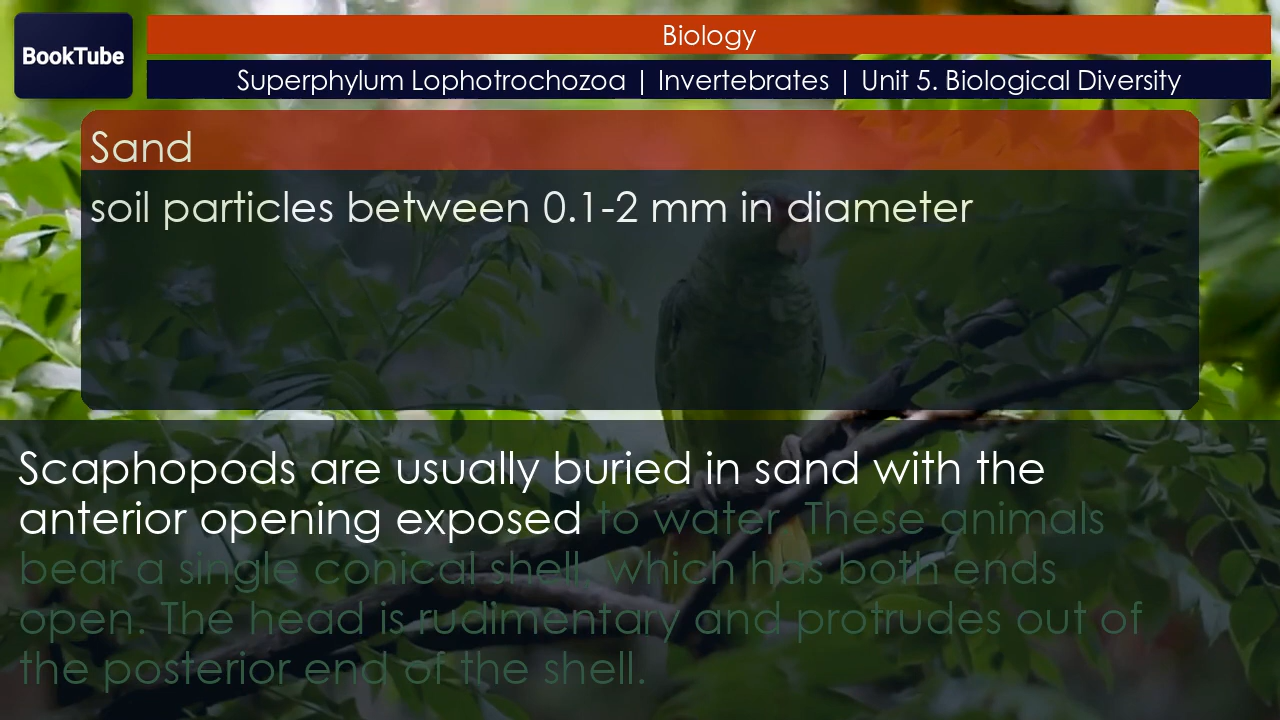 BookTube
Biology
Superphylum Lophotrochozoa | Invertebrates | Unit 5. Biological Diversity
Sand
soil particles between 0.1-2 mm in diameter
Scaphopods are usually buried in sand with the
anterior opening exposed to water. These animals
bear a single conical shell, which has both ends
open. The head is rudimentary and protrudes out of
the posterior end of the shell.